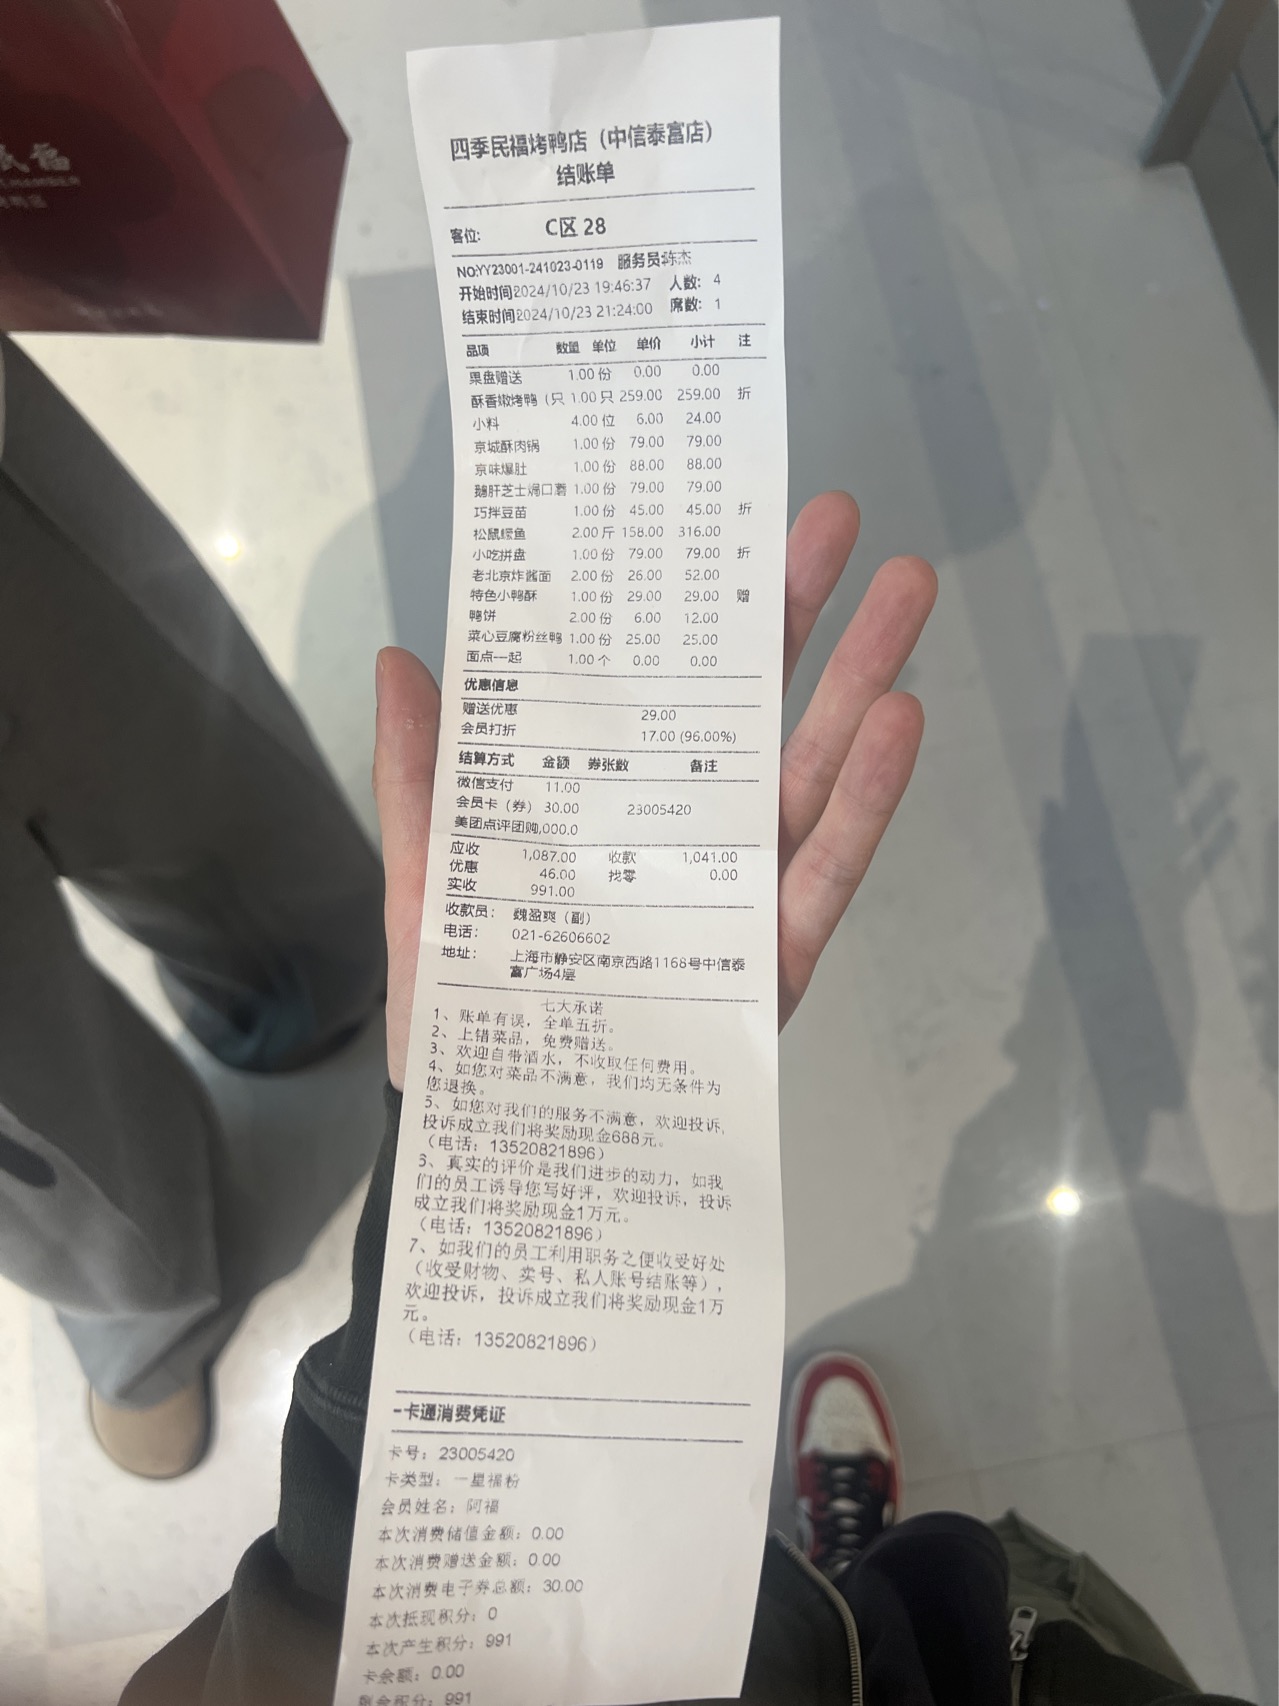 民福
烤鸭店
四季民福烤鸭店（中信泰富店）
结账单
客位: C区 28
NO:YY23001-241023-0119 服务员:陈杰
开始时间2024/10/23 19:46:37 人数: 4
结束时间2024/10/23 21:24:00 席数: 1
品项 数量 单位 单价 小计 注
果盘赠送 1.00 份 0.00 0.00
酥香嫩烤鸭（只 1.00 只 259.00 259.00 折
小料 4.00 位 6.00 24.00
京城酥肉锅 1.00 份 79.00 79.00
京味爆肚 1.00 份 88.00 88.00
鹅肝芝士焗口蘑 1.00 份 79.00 79.00
巧拌豆苗 1.00 份 45.00 45.00 折
松鼠鳜鱼 2.00 斤 158.00 316.00
小吃拼盘 1.00 份 79.00 79.00 折
老北京炸酱面 2.00 份 26.00 52.00
特色小鸭酥 1.00 份 29.00 29.00 赠
鸭饼 2.00 份 6.00 12.00
菜心豆腐粉丝鸭 1.00 份 25.00 25.00
面点一起 1.00 个 0.00 0.00
优惠信息
赠送优惠 29.00
会员打折 17.00 (96.00%)
结算方式 金额 券张数 备注
微信支付 11.00
会员卡（券） 30.00 23005420
美团点评团购,000.0
应收 1,087.00 收款 1,041.00
优惠 46.00 找零 0.00
实收 991.00
收款员: 魏盈爽（副）
电话: 021-62606602
地址: 上海市静安区南京西路1168号中信泰
富广场4层
七大承诺
1、账单有误，全单五折。
2、上错菜品，免费赠送。
3、欢迎自带酒水，不收取任何费用。
4、如您对菜品不满意，我们均无条件为
您退换。
5、如您对我们的服务不满意，欢迎投诉，
投诉成立我们将奖励现金688元。
（电话：13520821896）
6、真实的评价是我们进步的动力，如我
们的员工诱导您写好评，欢迎投诉，投诉
成立我们将奖励现金1万元。
（电话：13520821896）
7、如我们的员工利用职务之便收受好处
（收受财物、卖号、私人账号结账等），
欢迎投诉，投诉成立我们将奖励现金1万
元。
（电话：13520821896）
一卡通消费凭证
卡号：23005420
卡类型：一星福粉
会员姓名：阿福
本次消费储值金额：0.00
本次消费赠送金额：0.00
本次消费电子券总额：30.00
本次抵现积分：0
本次产生积分：991
卡余额：0.00
剩余积分：991